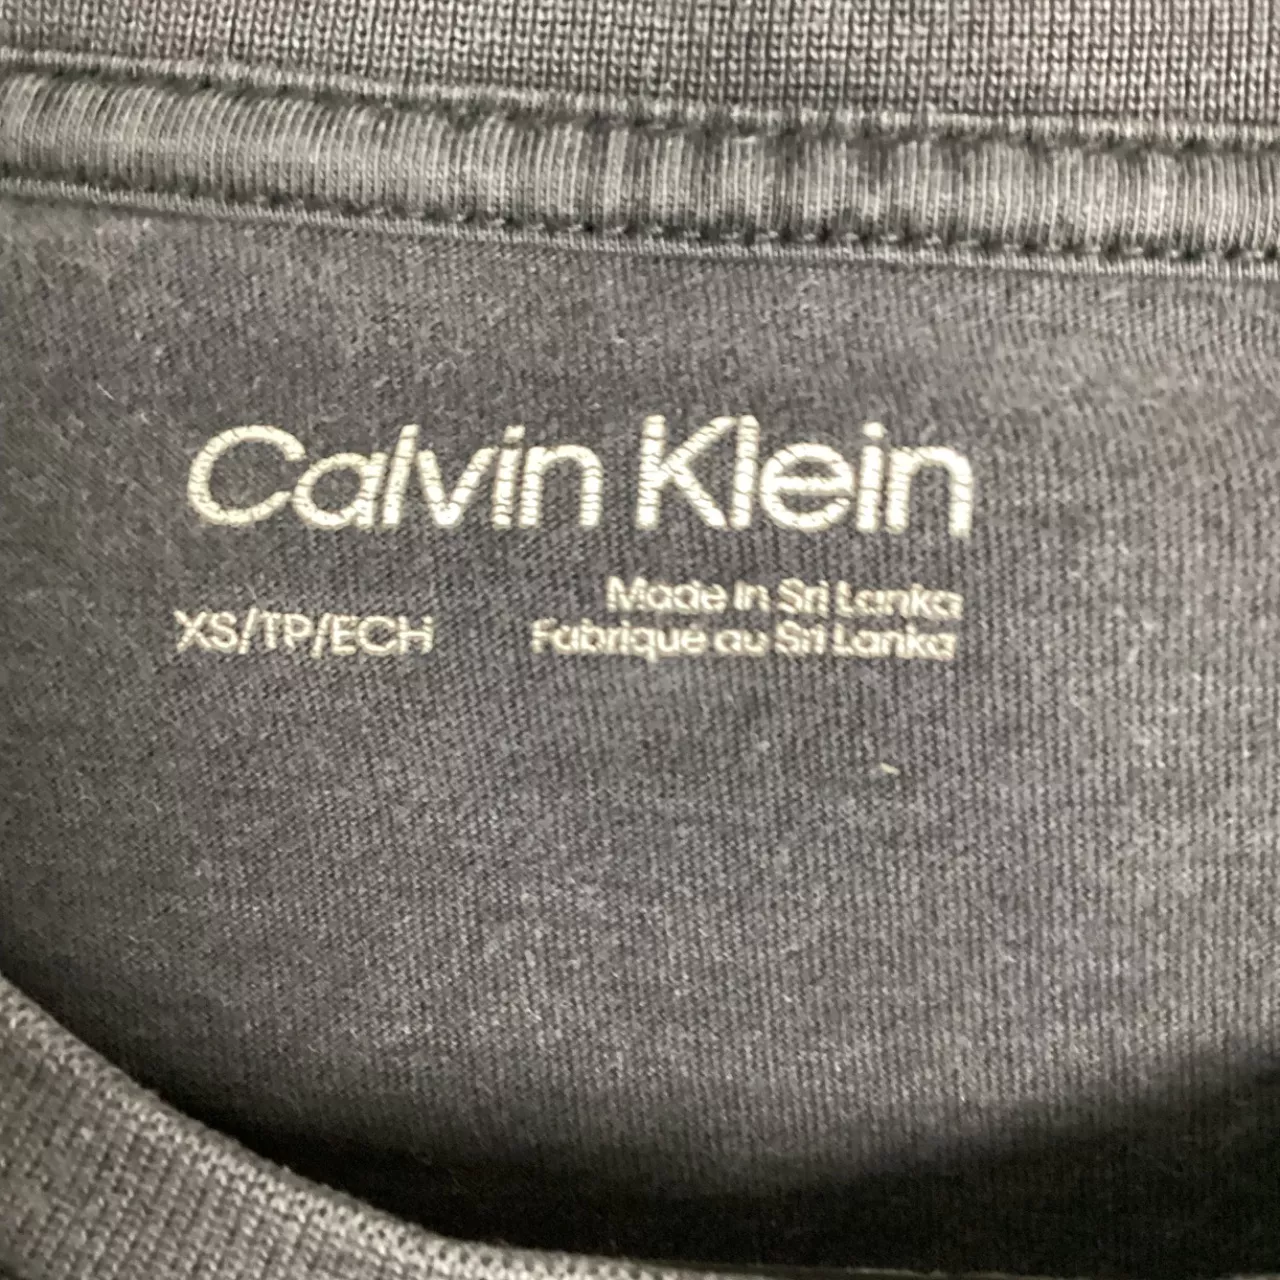 Calvin Klein
XS/TP/ECH
Made in Sri Lanka
Fabriqué au Sri Lanka